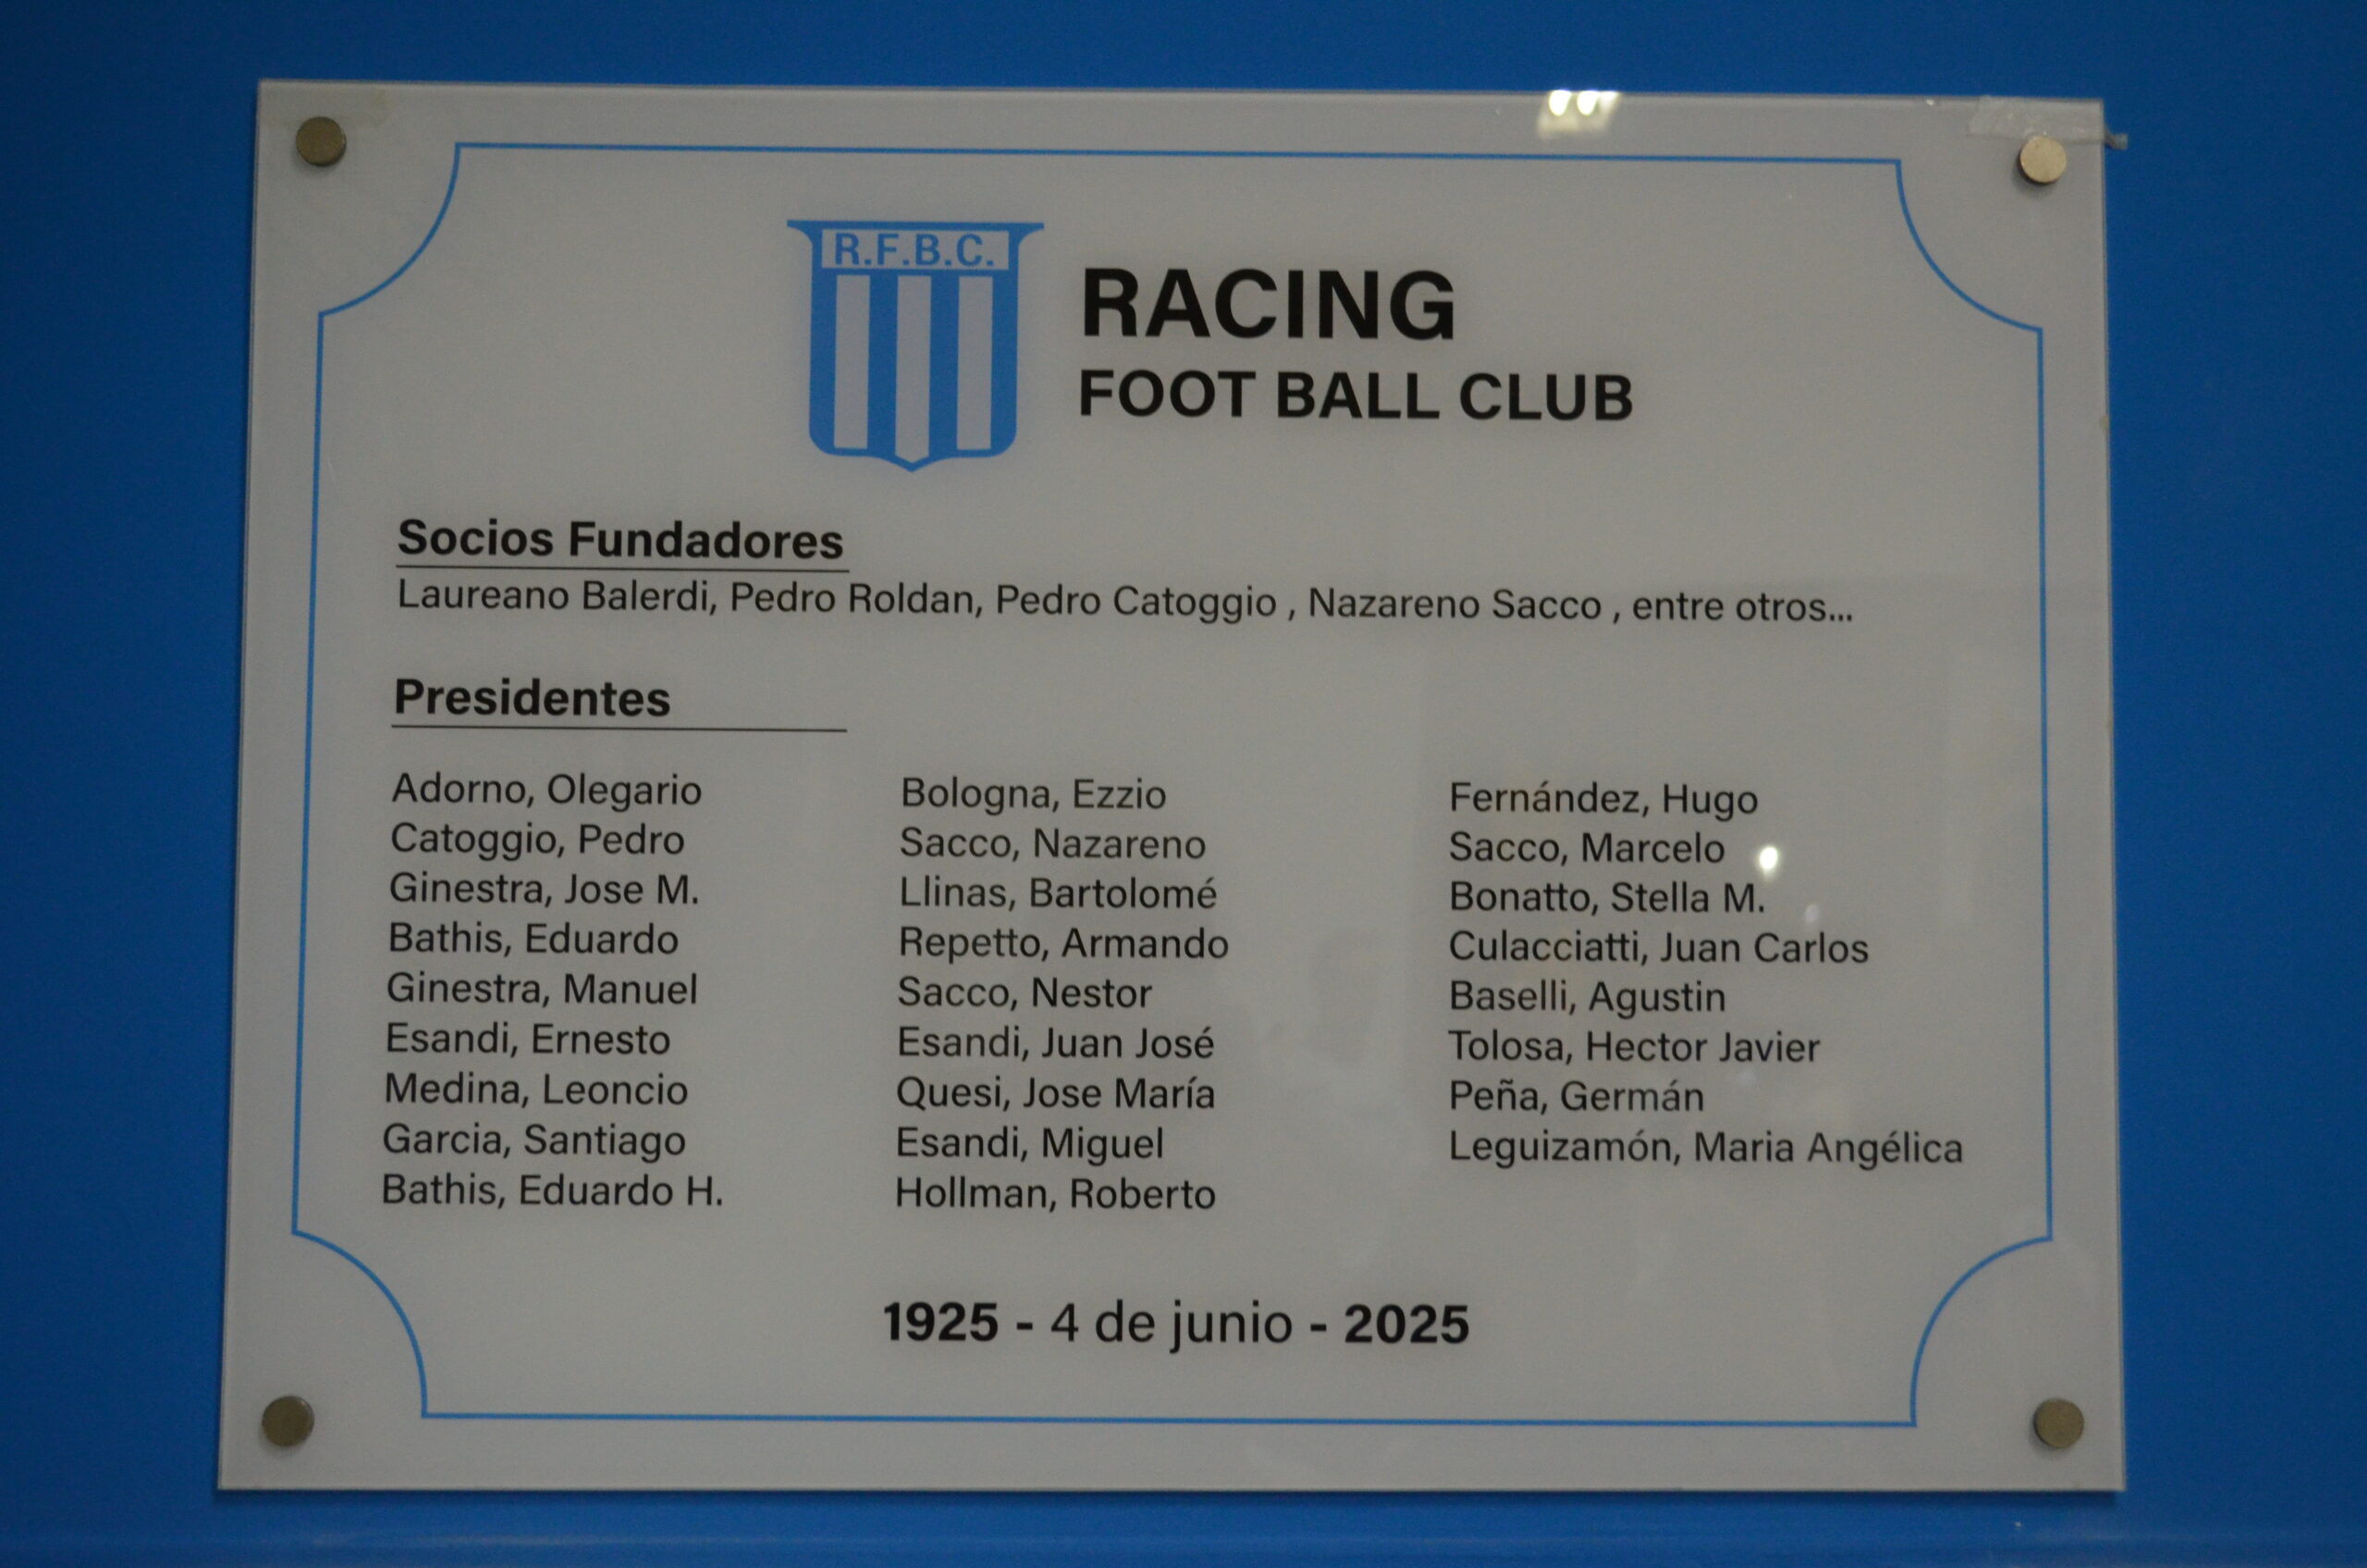 R.F.B.C.
RACING
FOOT BALL CLUB
Socios Fundadores
Laureano Balerdi, Pedro Roldan, Pedro Catoggio , Nazareno Sacco , entre otros...
Presidentes
Adorno, Olegario
Catoggio, Pedro
Ginestra, Jose M.
Bathis, Eduardo
Ginestra, Manuel
Esandi, Ernesto
Medina, Leoncio
Garcia, Santiago
Bathis, Eduardo H.
Bologna, Ezzio
Sacco, Nazareno
Llinas, Bartolomé
Repetto, Armando
Sacco, Nestor
Esandi, Juan José
Quesi, Jose María
Esandi, Miguel
Hollman, Roberto
Fernández, Hugo
Sacco, Marcelo
Bonatto, Stella M.
Culacciatti, Juan Carlos
Baselli, Agustin
Tolosa, Hector Javier
Peña, Germán
Leguizamón, Maria Angélica
1925 - 4 de junio - 2025